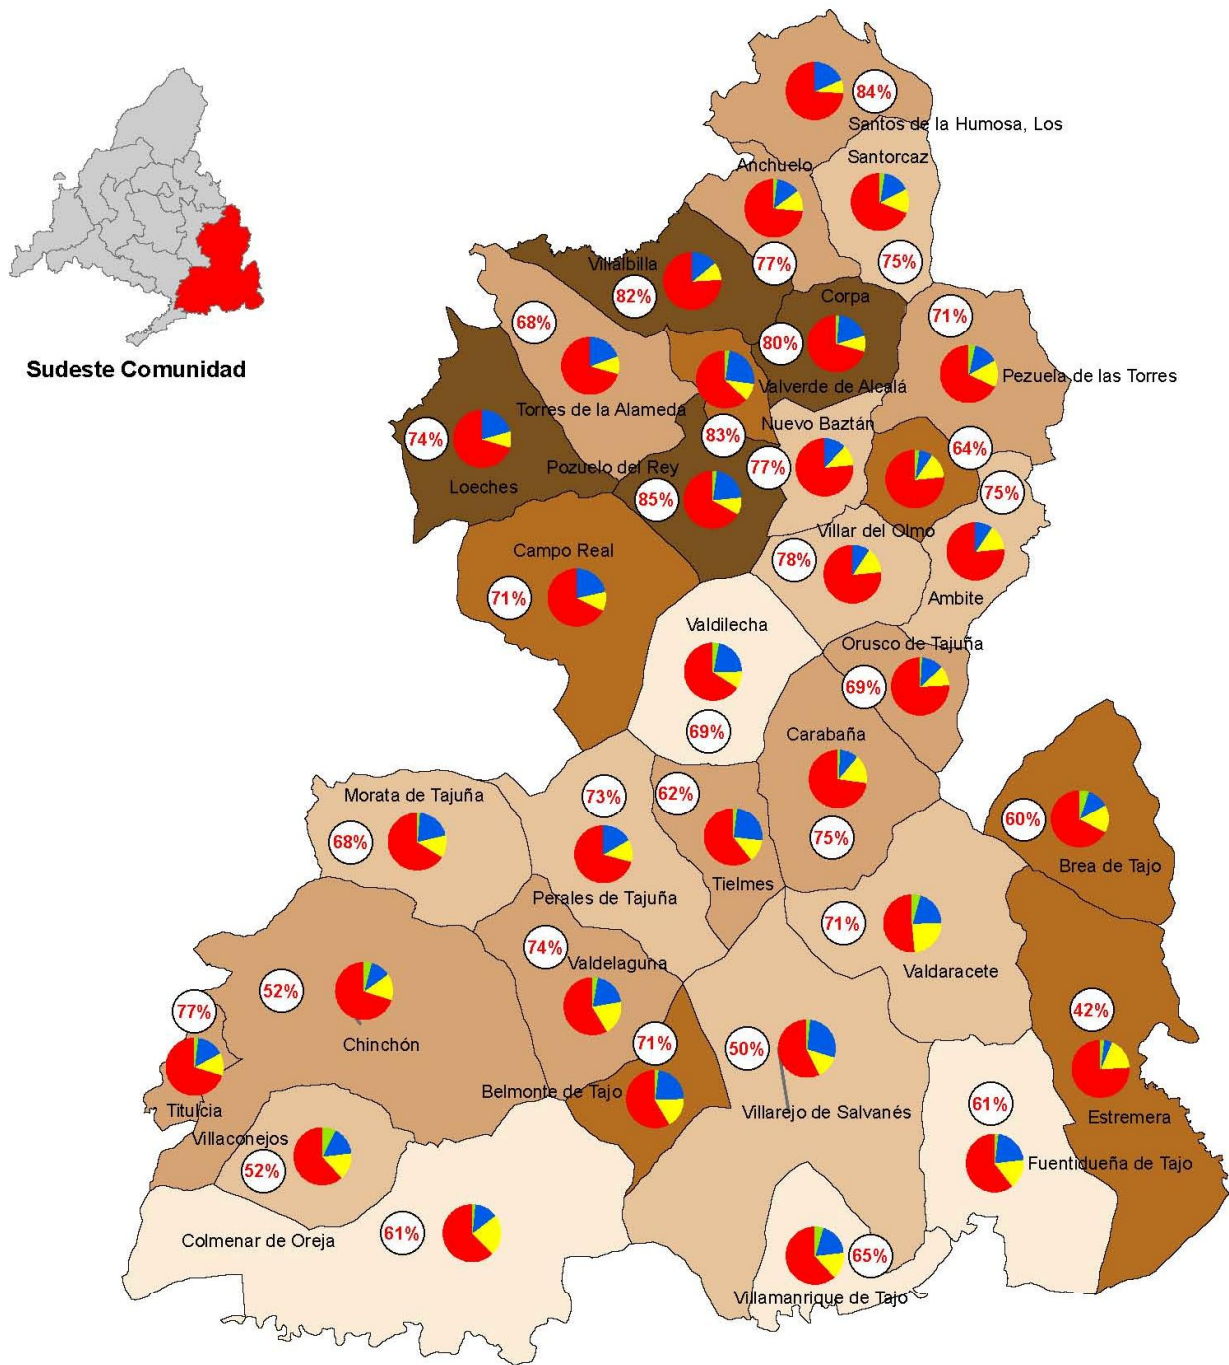 84%
Santos de la Humosa, Los
Anchuelo
Santorcaz
77%
75%
Villalbilla
82%
Corpa
80%
68%
71%
Torres de la Alameda
Valverde de Alcalá
Pezuela de las Torres
Sudeste Comunidad
74%
Loeches
83%
Nuevo Baztán
77%
64%
Pozuelo del Rey
85%
75%
Villar del Olmo
78%
Campo Real
71%
Ambite
Valdilecha
69%
Orusco de Tajuña
69%
Carabaña
75%
Morata de Tajuña
68%
73%
Perales de Tajuña
62%
Tielmes
60%
Brea de Tajo
71%
Valdaracete
74%
Valdelaguna
52%
Chinchón
77%
Titulcia
71%
Belmonte de Tajo
50%
Villarejo de Salvanés
42%
Estremera
61%
Fuentidueña de Tajo
Villaconejos
52%
Colmenar de Oreja
61%
65%
Villamanrique de Tajo